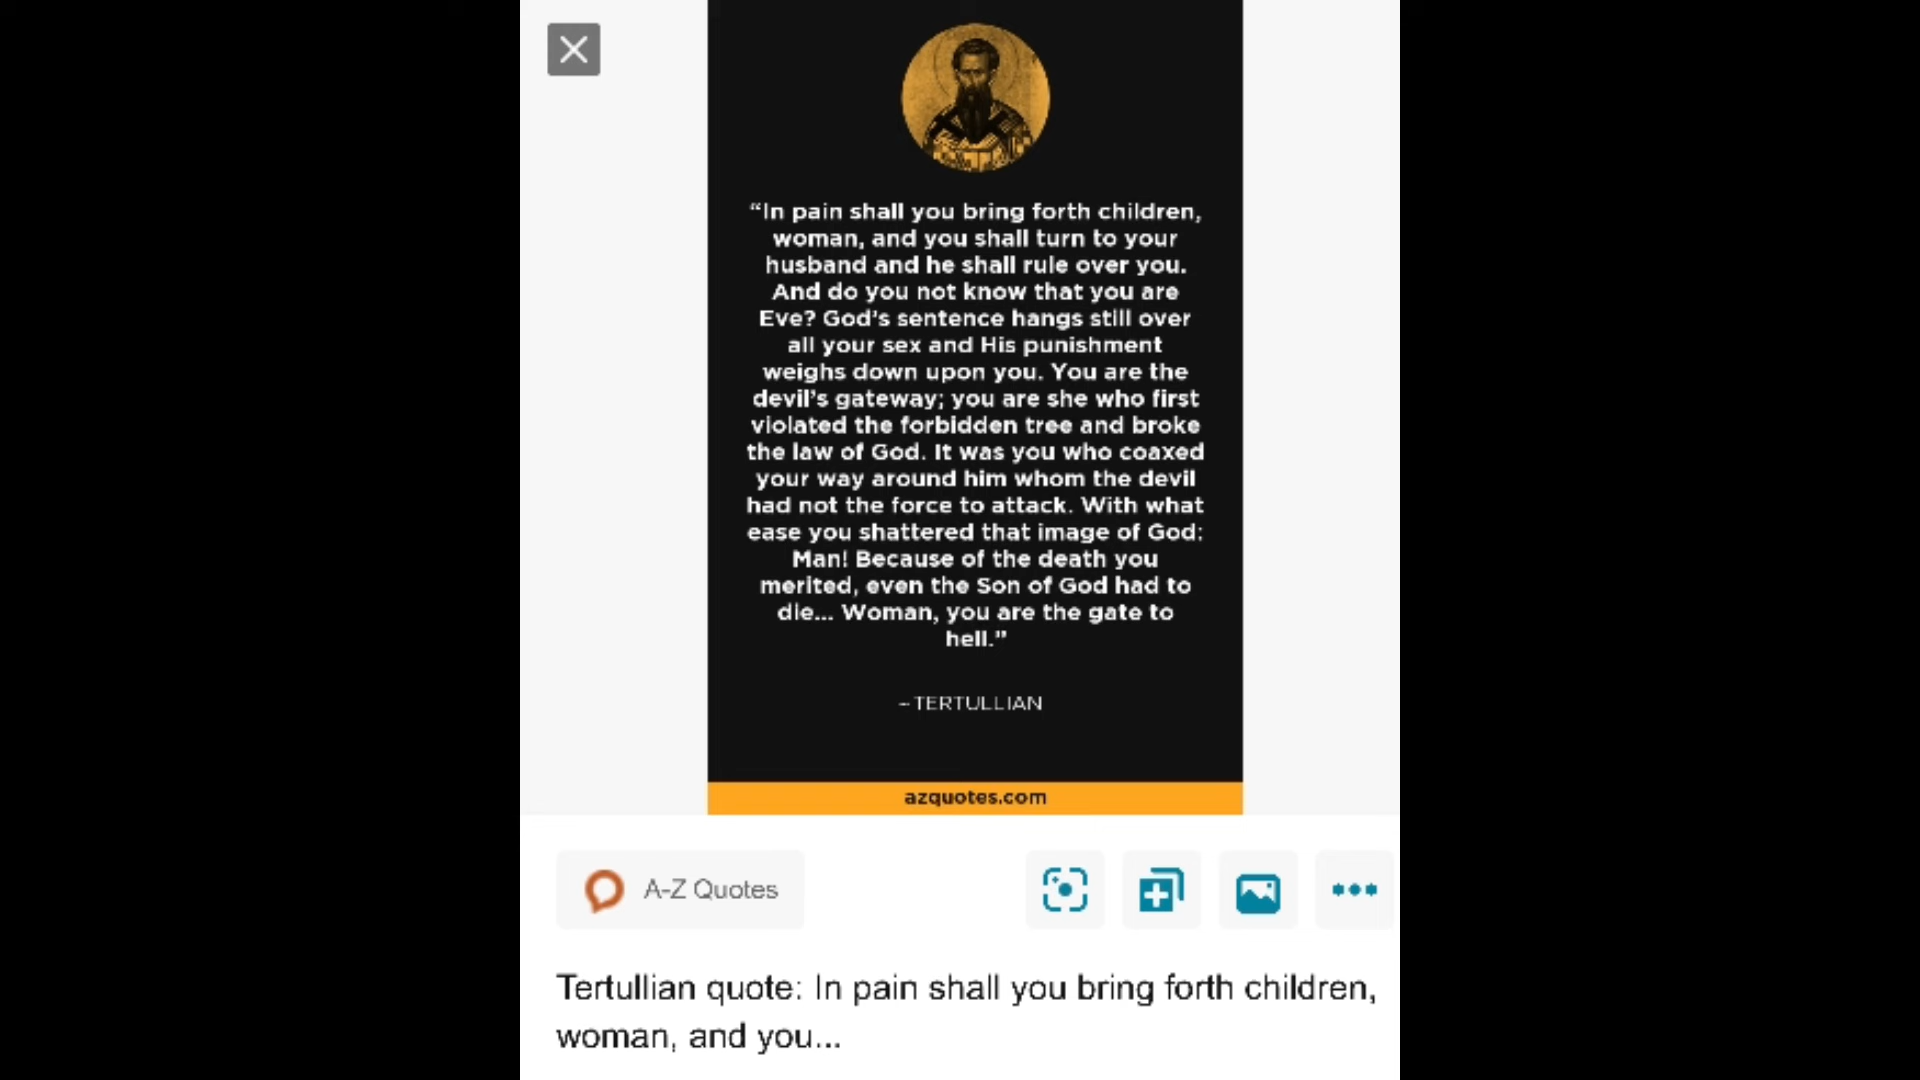 “In pain shall you bring forth children,
woman, and you shall turn to your
husband and he shall rule over you.
And do you not know that you are
Eve? God's sentence hangs still over
all your sex and His punishment
weighs down upon you. You are the
devil's gateway; you are she who first
violated the forbidden tree and broke
the law of God. It was you who coaxed
your way around him whom the devil
had not the force to attack. With what
ease you shattered that image of God:
Man! Because of the death you
merited, even the Son of God had to
die... Woman, you are the gate to
hell.”
– TERTULLIAN
azquotes.com
A-Z Quotes
Tertullian quote: In pain shall you bring forth children,
woman, and you...